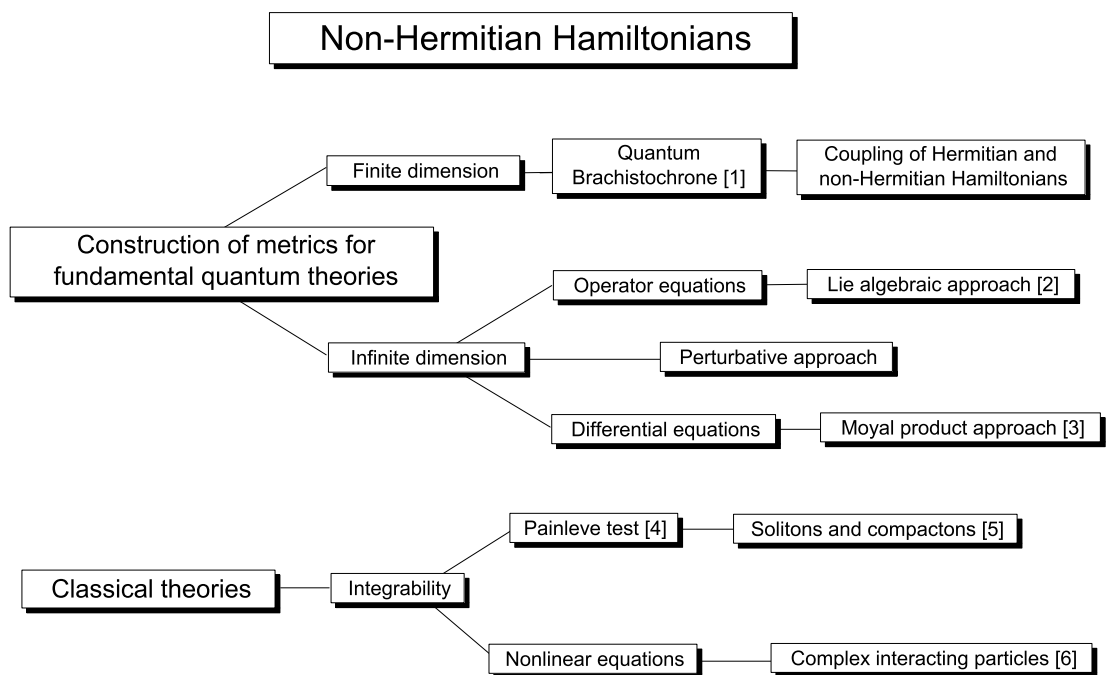 Non-Hermitian Hamiltonians
Finite dimension
Quantum
Brachistochrone [1]
Coupling of Hermitian and
non-Hermitian Hamiltonians
Construction of metrics for
fundamental quantum theories
Operator equations
Lie algebraic approach [2]
Infinite dimension
Perturbative approach
Differential equations
Moyal product approach [3]
Painleve test [4]
Solitons and compactons [5]
Classical theories
Integrability
Nonlinear equations
Complex interacting particles [6]